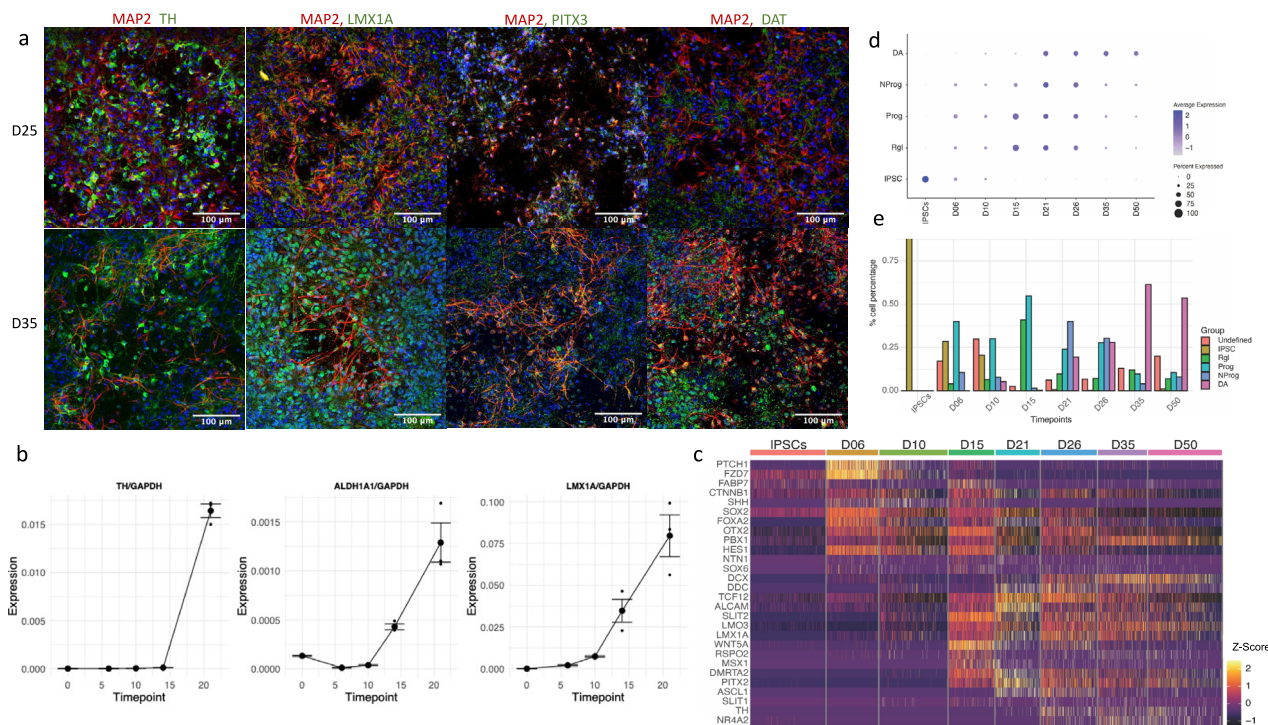 a
MAP2 TH
MAP2, LMX1A
MAP2, PITX3
MAP2, DAT
D25
100 µm
100 µm
100 µm
100 µm
D35
100 µm
100 µm
100 µm
100 µm
b
TH/GAPDH
Expression
0.015
0.010
0.005
0.000
0 5 10 15 20
Timepoint
ALDH1A1/GAPDH
Expression
0.0015
0.0010
0.0005
0.0000
0 5 10 15 20
Timepoint
LMX1A/GAPDH
Expression
0.100
0.075
0.050
0.025
0.000
0 5 10 15 20
Timepoint
d
DA
NProg
Prog
Rgl
IPSC
IPSCs D06 D10 D15 D21 D26 D35 D50
Average Expression
2
1
0
−1
Percent Expressed
0
25
50
75
100
e
% cell percentage
0.75
0.50
0.25
0.00
IPSCs D06 D10 D15 D21 D26 D35 D50
Timepoints
Group
Undefined
IPSC
Rgl
Prog
NProg
DA
c
IPSCs D06 D10 D15 D21 D26 D35 D50
PTCH1
FZD7
FABP7
CTNNB1
SHH
SOX2
FOXA2
OTX2
PBX1
HES1
NTN1
SOX6
DCX
DDC
TCF12
ALCAM
SLIT2
LMO3
LMX1A
WNT5A
RSPO2
MSX1
DMRTA2
PITX2
ASCL1
SLIT1
TH
NR4A2
Z-Score
2
1
0
−1